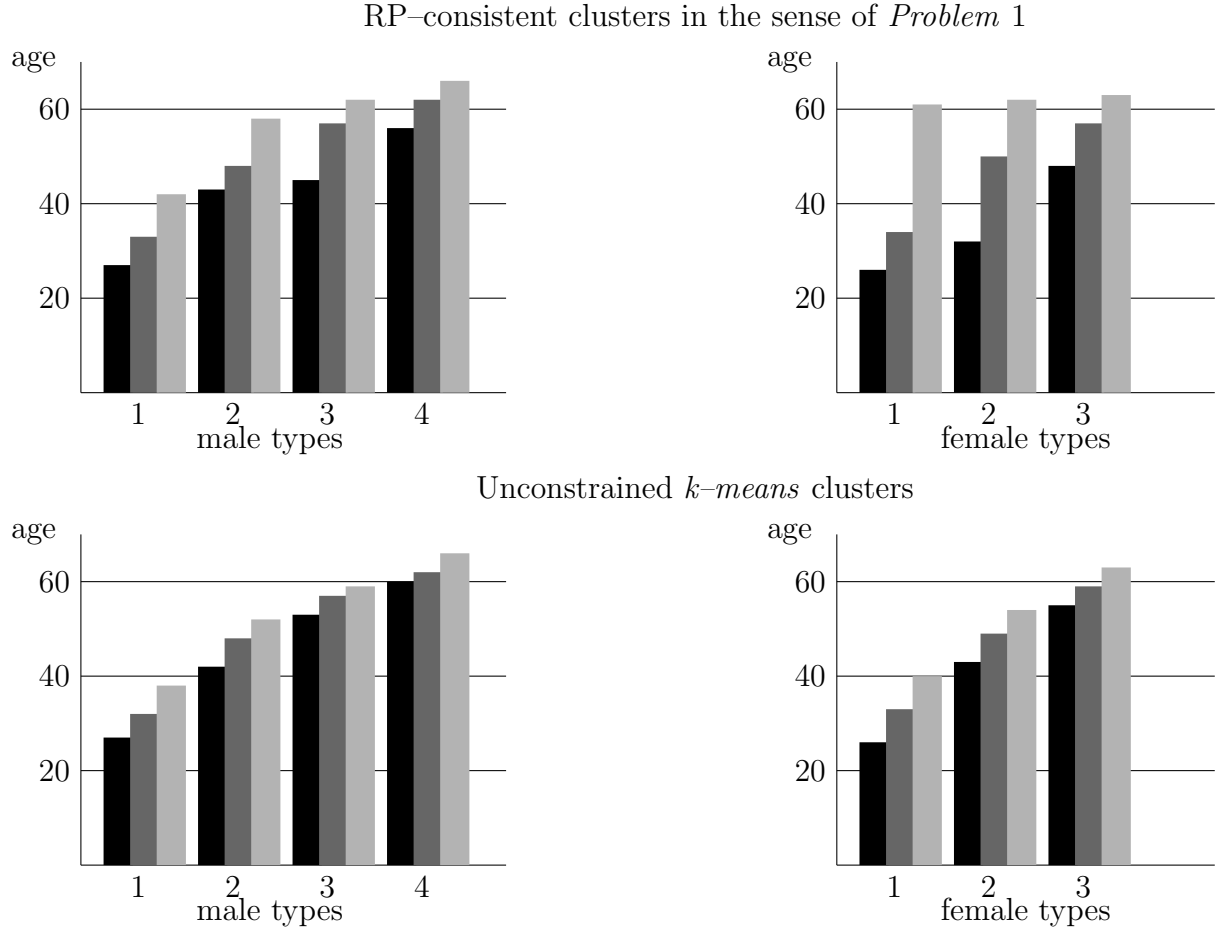 RP–consistent clusters in the sense of Problem 1
age
60
40
20
1 2 3 4
male types
age
60
40
20
1 2 3
female types
Unconstrained k–means clusters
age
60
40
20
1 2 3 4
male types
age
60
40
20
1 2 3
female types